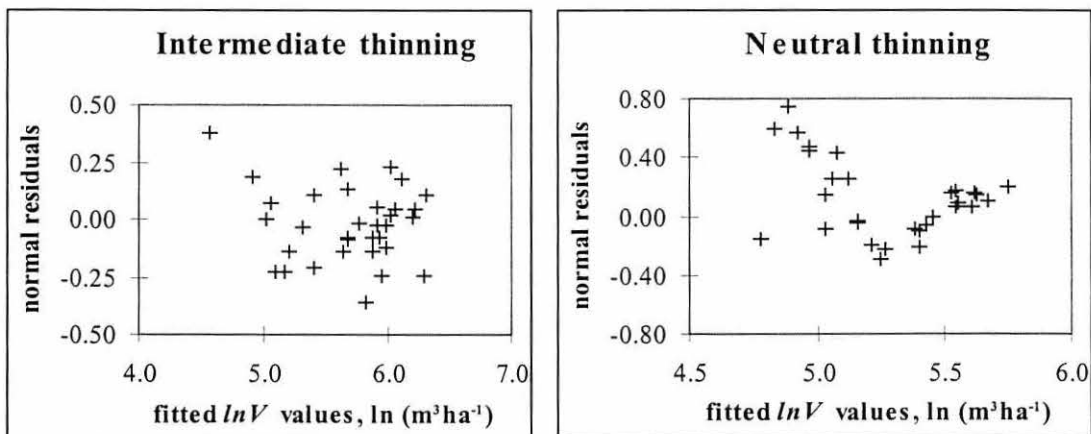 Intermediate thinning
0.50
0.25
0.00
-0.25
-0.50
normal residuals
4.0 5.0 6.0 7.0
fitted lnV values, ln (m³ha⁻¹)
Neutral thinning
0.80
0.40
0.00
-0.40
-0.80
normal residuals
4.5 5.0 5.5 6.0
fitted lnV values, ln (m³ha⁻¹)